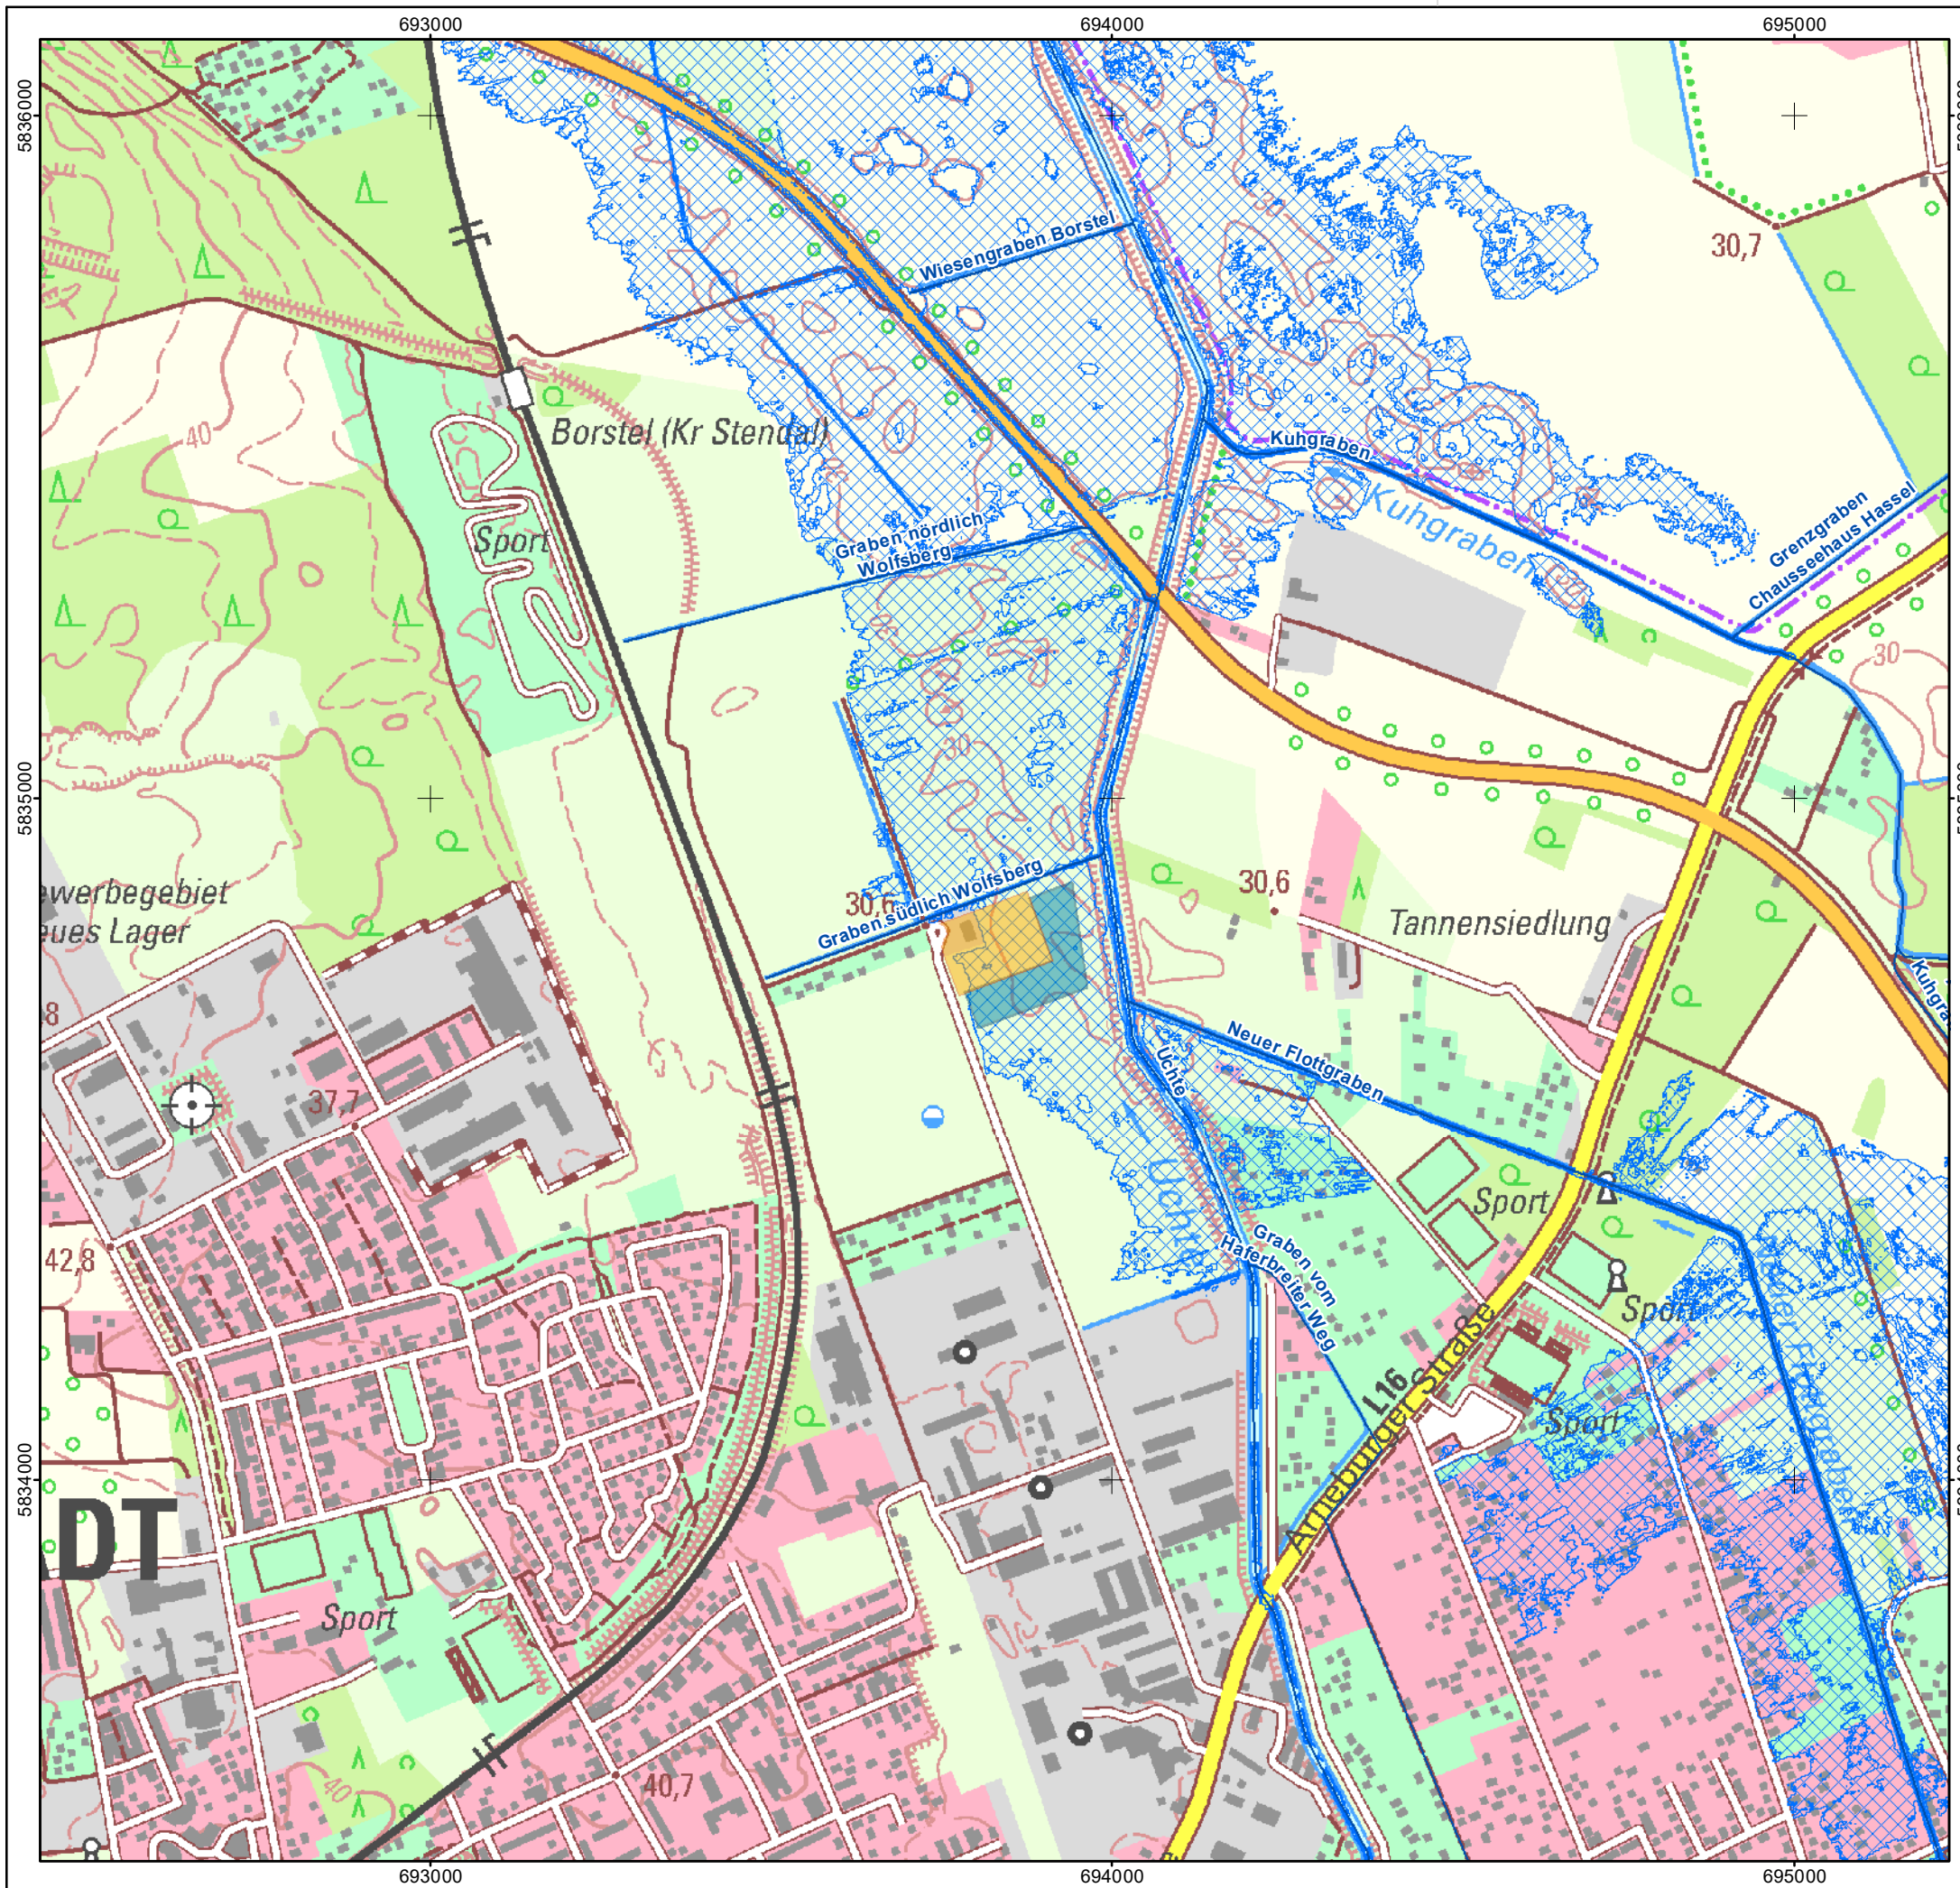 693000
694000
695000
5836000
30,7
Wiesengraben Borstel
40
30
Borstel (Kr Stendal)
Sport
Kuhgraben
Kuhgraben
Graben nördlich
Wolfsberg
Grenzgraben
Chausseehaus Hassel
30
30
5835000
30,6
30,6
Graben südlich Wolfsberg
Tannensiedlung
ewerbegebiet
eues Lager
8
37,7
Neuer Flottgraben
Uchte
Uchte
Kuhgra
42,8
Sport
Sport
Graben vom
Haferbreiter Weg
L16
Arneburger Straße
Sport
5834000
DT
Sport
40
40,7
693000
694000
695000